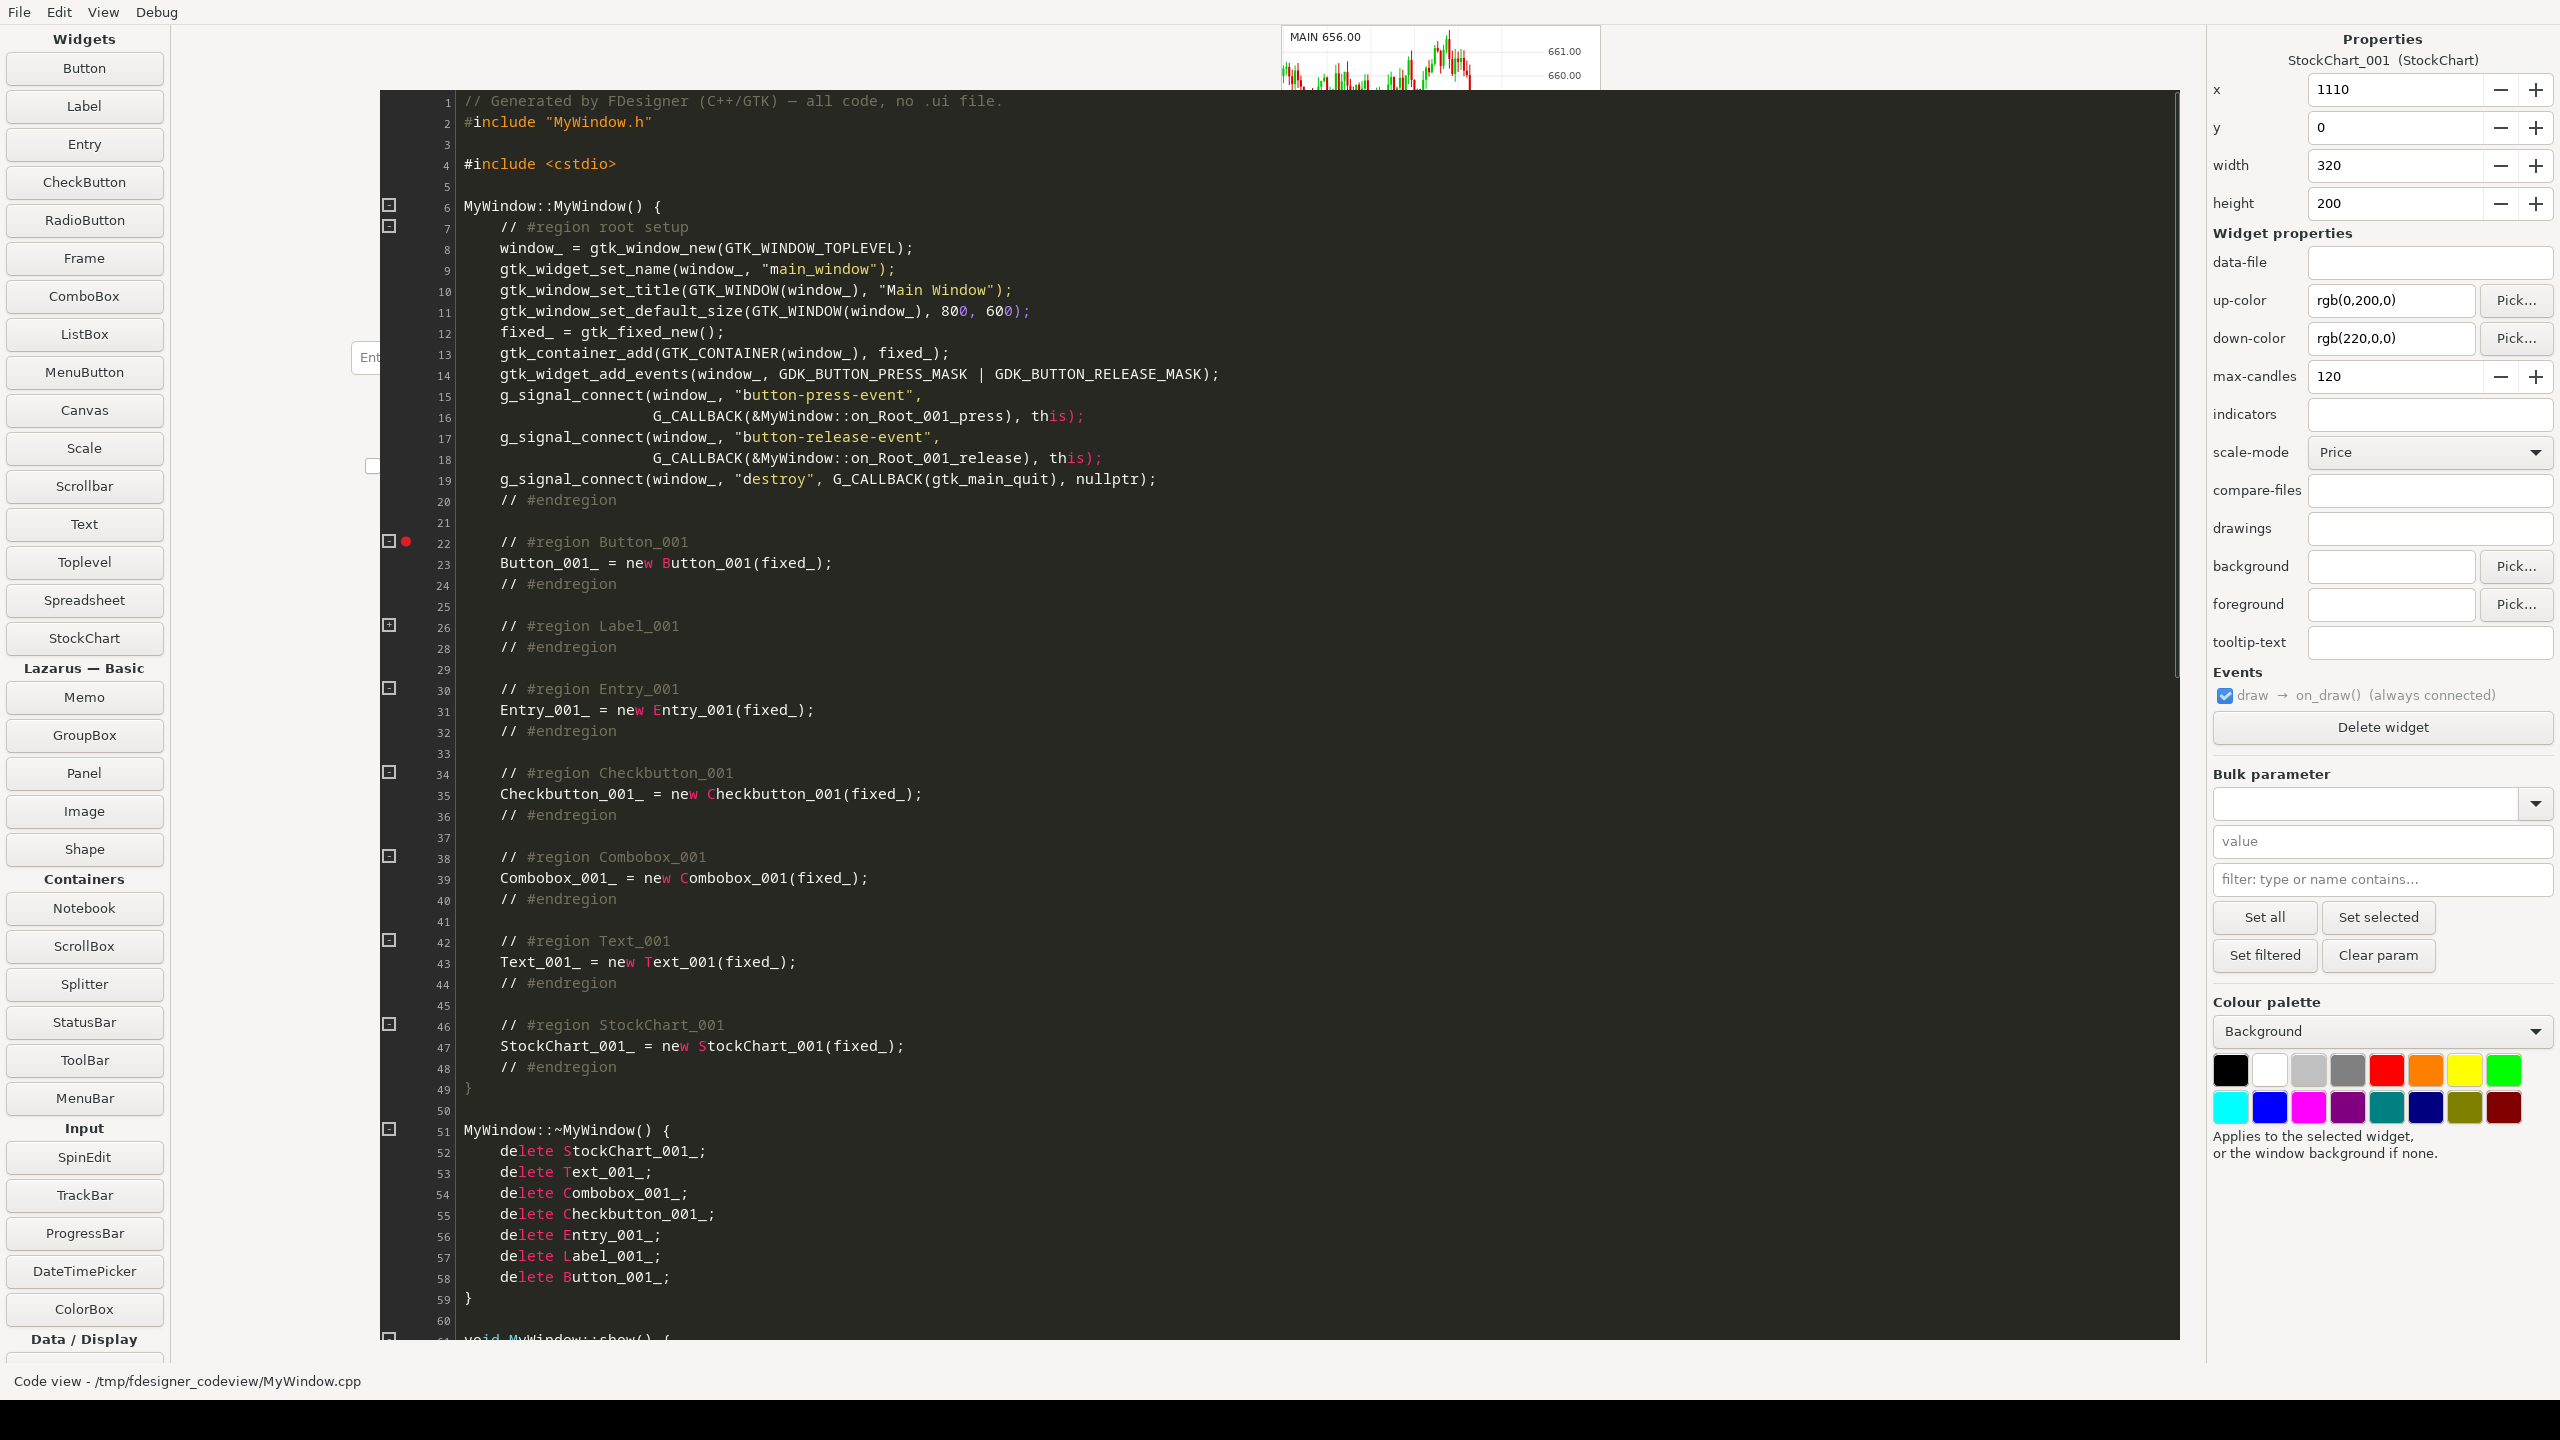 File Edit View Debug
Widgets
Button
Label
Entry
CheckButton
RadioButton
Frame
ComboBox
ListBox
MenuButton
Canvas
Scale
Scrollbar
Text
Toplevel
Spreadsheet
StockChart
Lazarus — Basic
Memo
GroupBox
Panel
Image
Shape
Containers
Notebook
ScrollBox
Splitter
StatusBar
ToolBar
MenuBar
Input
SpinEdit
TrackBar
ProgressBar
DateTimePicker
ColorBox
Data / Display
MAIN 656.00
661.00
660.00
Ent
1 // Generated by FDesigner (C++/GTK) — all code, no .ui file.
2 #include "MyWindow.h"
3
4 #include <cstdio>
5
6 MyWindow::MyWindow() {
7 // #region root setup
8 window_ = gtk_window_new(GTK_WINDOW_TOPLEVEL);
9 gtk_widget_set_name(window_, "main_window");
10 gtk_window_set_title(GTK_WINDOW(window_), "Main Window");
11 gtk_window_set_default_size(GTK_WINDOW(window_), 800, 600);
12 fixed_ = gtk_fixed_new();
13 gtk_container_add(GTK_CONTAINER(window_), fixed_);
14 gtk_widget_add_events(window_, GDK_BUTTON_PRESS_MASK | GDK_BUTTON_RELEASE_MASK);
15 g_signal_connect(window_, "button-press-event",
16 G_CALLBACK(&MyWindow::on_Root_001_press), this);
17 g_signal_connect(window_, "button-release-event",
18 G_CALLBACK(&MyWindow::on_Root_001_release), this);
19 g_signal_connect(window_, "destroy", G_CALLBACK(gtk_main_quit), nullptr);
20 // #endregion
21
22 // #region Button_001
23 Button_001_ = new Button_001(fixed_);
24 // #endregion
25
26 // #region Label_001
28 // #endregion
29
30 // #region Entry_001
31 Entry_001_ = new Entry_001(fixed_);
32 // #endregion
33
34 // #region Checkbutton_001
35 Checkbutton_001_ = new Checkbutton_001(fixed_);
36 // #endregion
37
38 // #region Combobox_001
39 Combobox_001_ = new Combobox_001(fixed_);
40 // #endregion
41
42 // #region Text_001
43 Text_001_ = new Text_001(fixed_);
44 // #endregion
45
46 // #region StockChart_001
47 StockChart_001_ = new StockChart_001(fixed_);
48 // #endregion
49 }
50
51 MyWindow::~MyWindow() {
52 delete StockChart_001_;
53 delete Text_001_;
54 delete Combobox_001_;
55 delete Checkbutton_001_;
56 delete Entry_001_;
57 delete Label_001_;
58 delete Button_001_;
59 }
60
61 void MyWindow::show() {
Properties
StockChart_001 (StockChart)
x 1110
y 0
width 320
height 200
Widget properties
data-file
up-color rgb(0,200,0) Pick...
down-color rgb(220,0,0) Pick...
max-candles 120
indicators
scale-mode Price
compare-files
drawings
background Pick...
foreground Pick...
tooltip-text
Events
draw → on_draw() (always connected)
Delete widget
Bulk parameter
value
filter: type or name contains...
Set all Set selected
Set filtered Clear param
Colour palette
Background
Applies to the selected widget,
or the window background if none.
Code view - /tmp/fdesigner_codeview/MyWindow.cpp